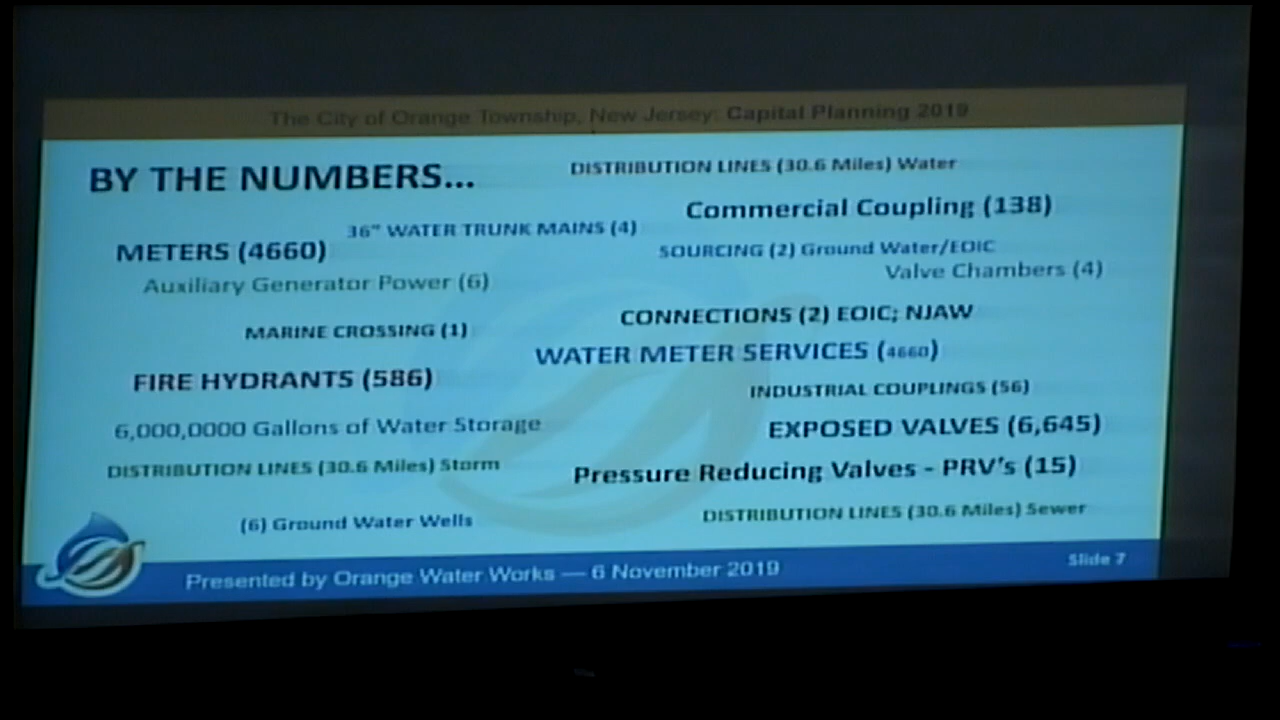 The City of Orange Township, New Jersey: Capital Planning 2019
BY THE NUMBERS...
DISTRIBUTION LINES (30.6 Miles) Water
Commercial Coupling (138)
36" WATER TRUNK MAINS (4)
METERS (4660)
SOURCING (2) Ground Water/EOIC
Valve Chambers (4)
Auxiliary Generator Power (6)
CONNECTIONS (2) EOIC; NJAW
MARINE CROSSING (1)
WATER METER SERVICES (4660)
FIRE HYDRANTS (586)
INDUSTRIAL COUPLINGS (56)
6,000,0000 Gallons of Water Storage
EXPOSED VALVES (6,645)
DISTRIBUTION LINES (30.6 Miles) Storm
Pressure Reducing Valves - PRV's (15)
(6) Ground Water Wells
DISTRIBUTION LINES (30.6 Miles) Sewer
Presented by Orange Water Works — 6 November 2019
Slide 7